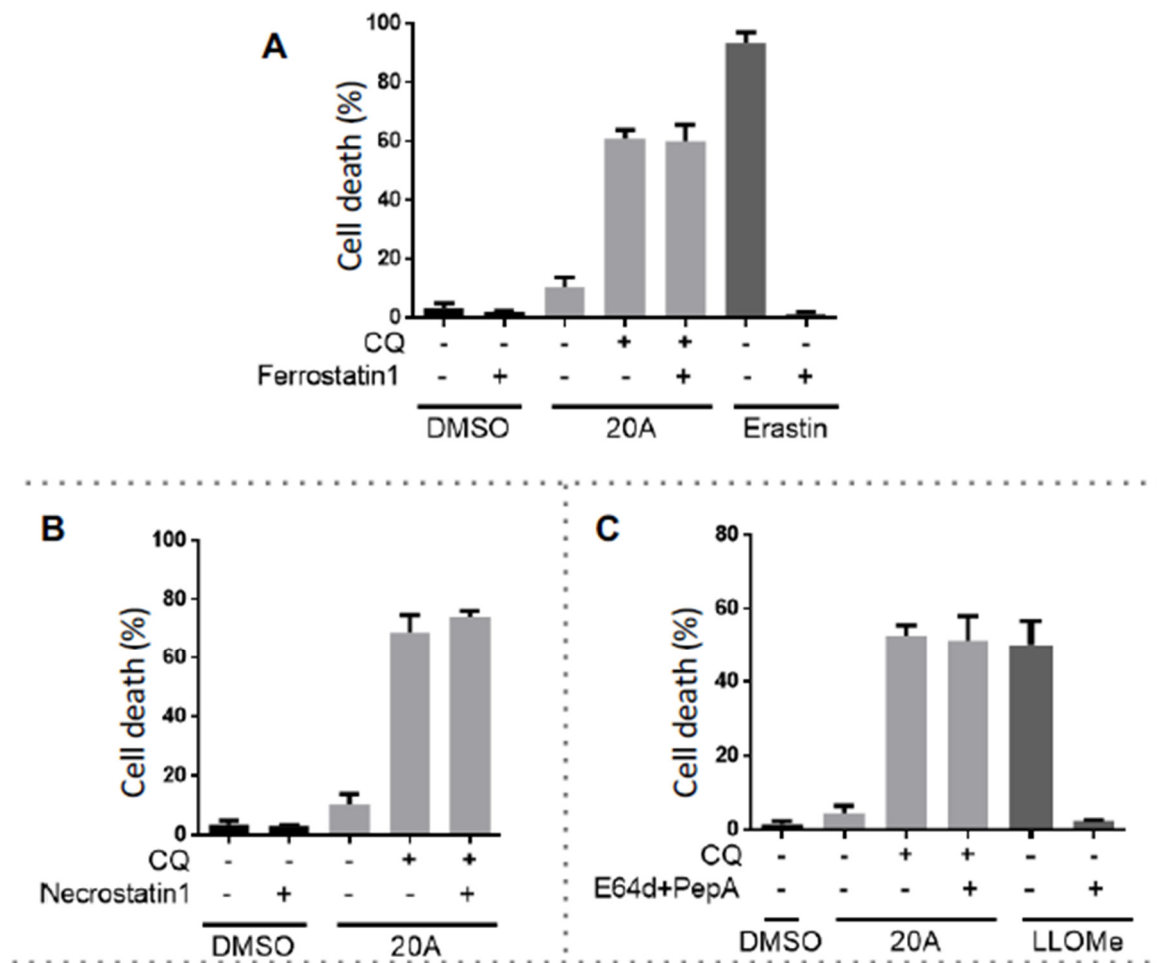 A
Cell death (%)
100
80
60
40
20
0
CQ - - - + + - -
Ferrostatin1 - + - - + - +
DMSO 20A Erastin
B
Cell death (%)
100
80
60
40
20
0
CQ - - - + +
Necrostatin1 - + - - +
DMSO 20A
C
Cell death (%)
80
60
40
20
0
CQ - - + + - -
E64d+PepA - - - + - +
DMSO 20A LLOMe